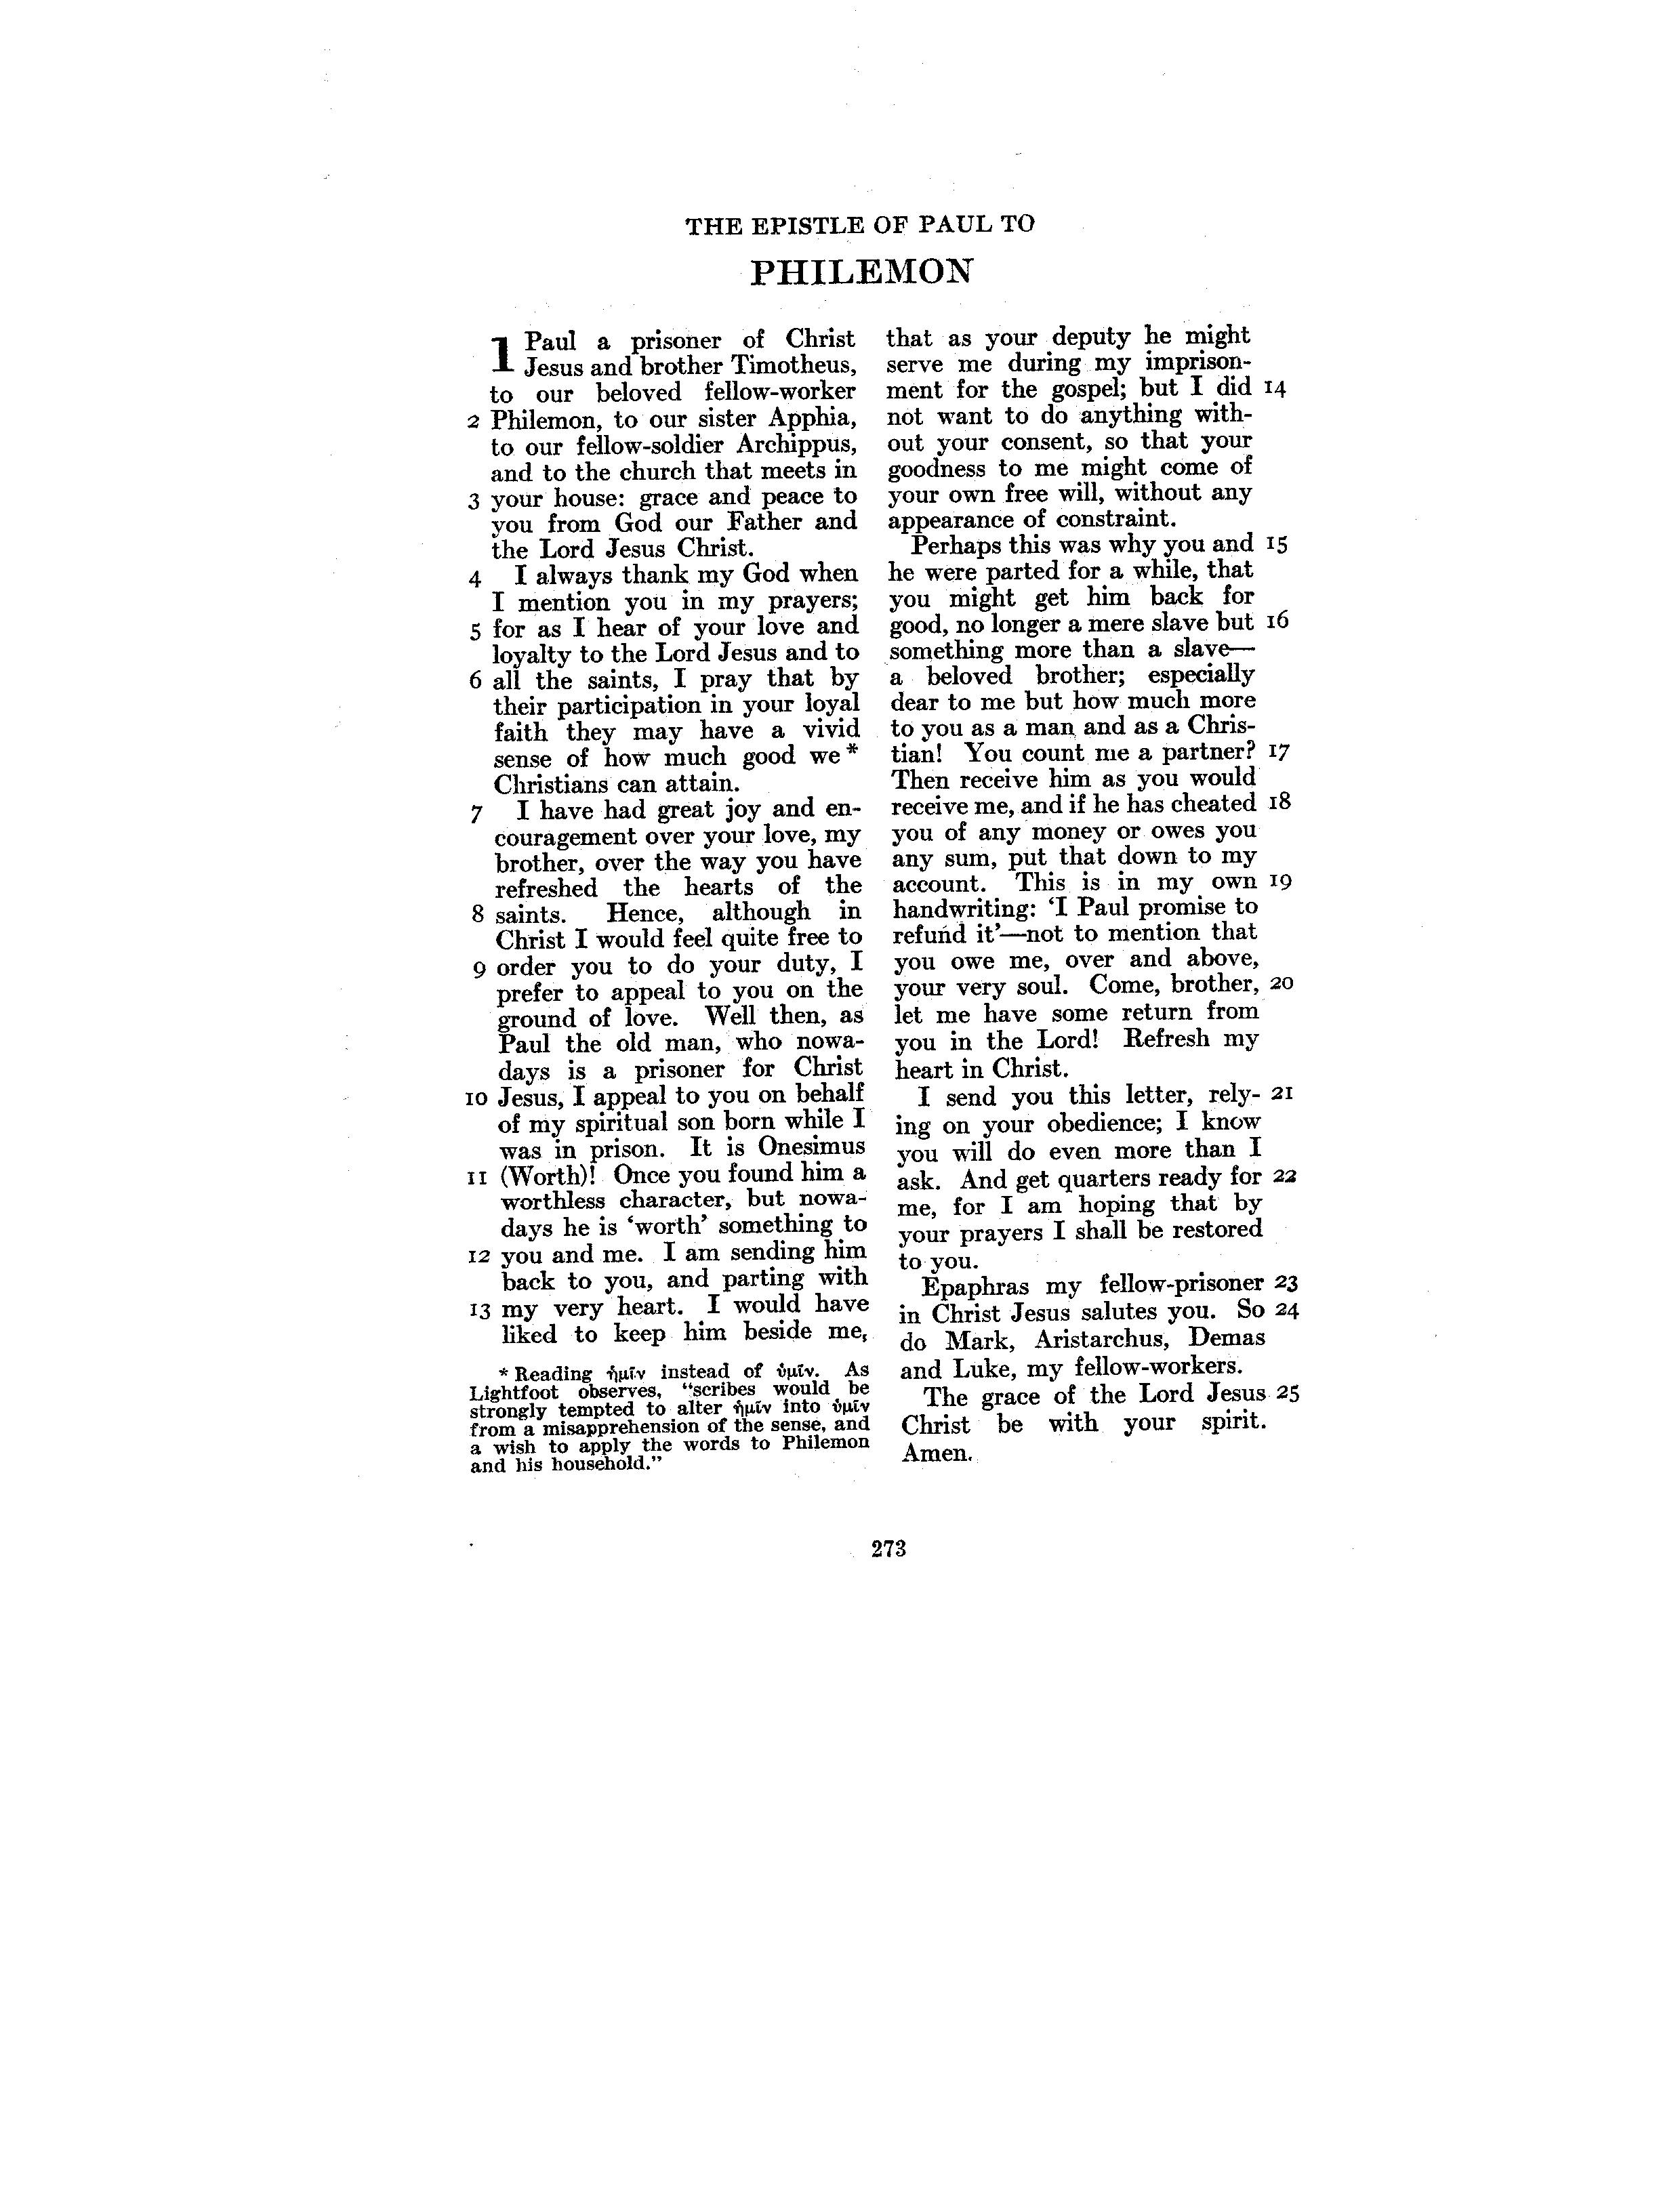 THE EPISTLE OF PAUL TO
PHILEMON
1 Paul a prisoner of Christ
Jesus and brother Timotheus,
to our beloved fellow-worker
2 Philemon, to our sister Apphia,
to our fellow-soldier Archippus,
and to the church that meets in
3 your house: grace and peace to
you from God our Father and
the Lord Jesus Christ.
4 I always thank my God when
I mention you in my prayers;
5 for as I hear of your love and
loyalty to the Lord Jesus and to
6 all the saints, I pray that by
their participation in your loyal
faith they may have a vivid
sense of how much good we *
Christians can attain.
7 I have had great joy and en-
couragement over your love, my
brother, over the way you have
refreshed the hearts of the
8 saints. Hence, although in
Christ I would feel quite free to
9 order you to do your duty, I
prefer to appeal to you on the
ground of love. Well then, as
Paul the old man, who nowa-
days is a prisoner for Christ
10 Jesus, I appeal to you on behalf
of my spiritual son born while I
was in prison. It is Onesimus
11 (Worth)! Once you found him a
worthless character, but nowa-
days he is ‘worth’ something to
12 you and me. I am sending him
back to you, and parting with
13 my very heart. I would have
liked to keep him beside me,
* Reading ἡμῖν instead of ὑμῖν. As
Lightfoot observes, “scribes would be
strongly tempted to alter ἡμῖν into ὑμῖν
from a misapprehension of the sense, and
a wish to apply the words to Philemon
and his household.”
that as your deputy he might
serve me during my imprison-
ment for the gospel; but I did 14
not want to do anything with-
out your consent, so that your
goodness to me might come of
your own free will, without any
appearance of constraint.
Perhaps this was why you and 15
he were parted for a while, that
you might get him back for
good, no longer a mere slave but 16
something more than a slave—
a beloved brother; especially
dear to me but how much more
to you as a man and as a Chris-
tian! You count me a partner? 17
Then receive him as you would
receive me, and if he has cheated 18
you of any money or owes you
any sum, put that down to my
account. This is in my own 19
handwriting: ‘I Paul promise to
refund it’—not to mention that
you owe me, over and above,
your very soul. Come, brother, 20
let me have some return from
you in the Lord! Refresh my
heart in Christ.
I send you this letter, rely- 21
ing on your obedience; I know
you will do even more than I
ask. And get quarters ready for 22
me, for I am hoping that by
your prayers I shall be restored
to you.
Epaphras my fellow-prisoner 23
in Christ Jesus salutes you. So 24
do Mark, Aristarchus, Demas
and Luke, my fellow-workers.
The grace of the Lord Jesus 25
Christ be with your spirit.
Amen.
273